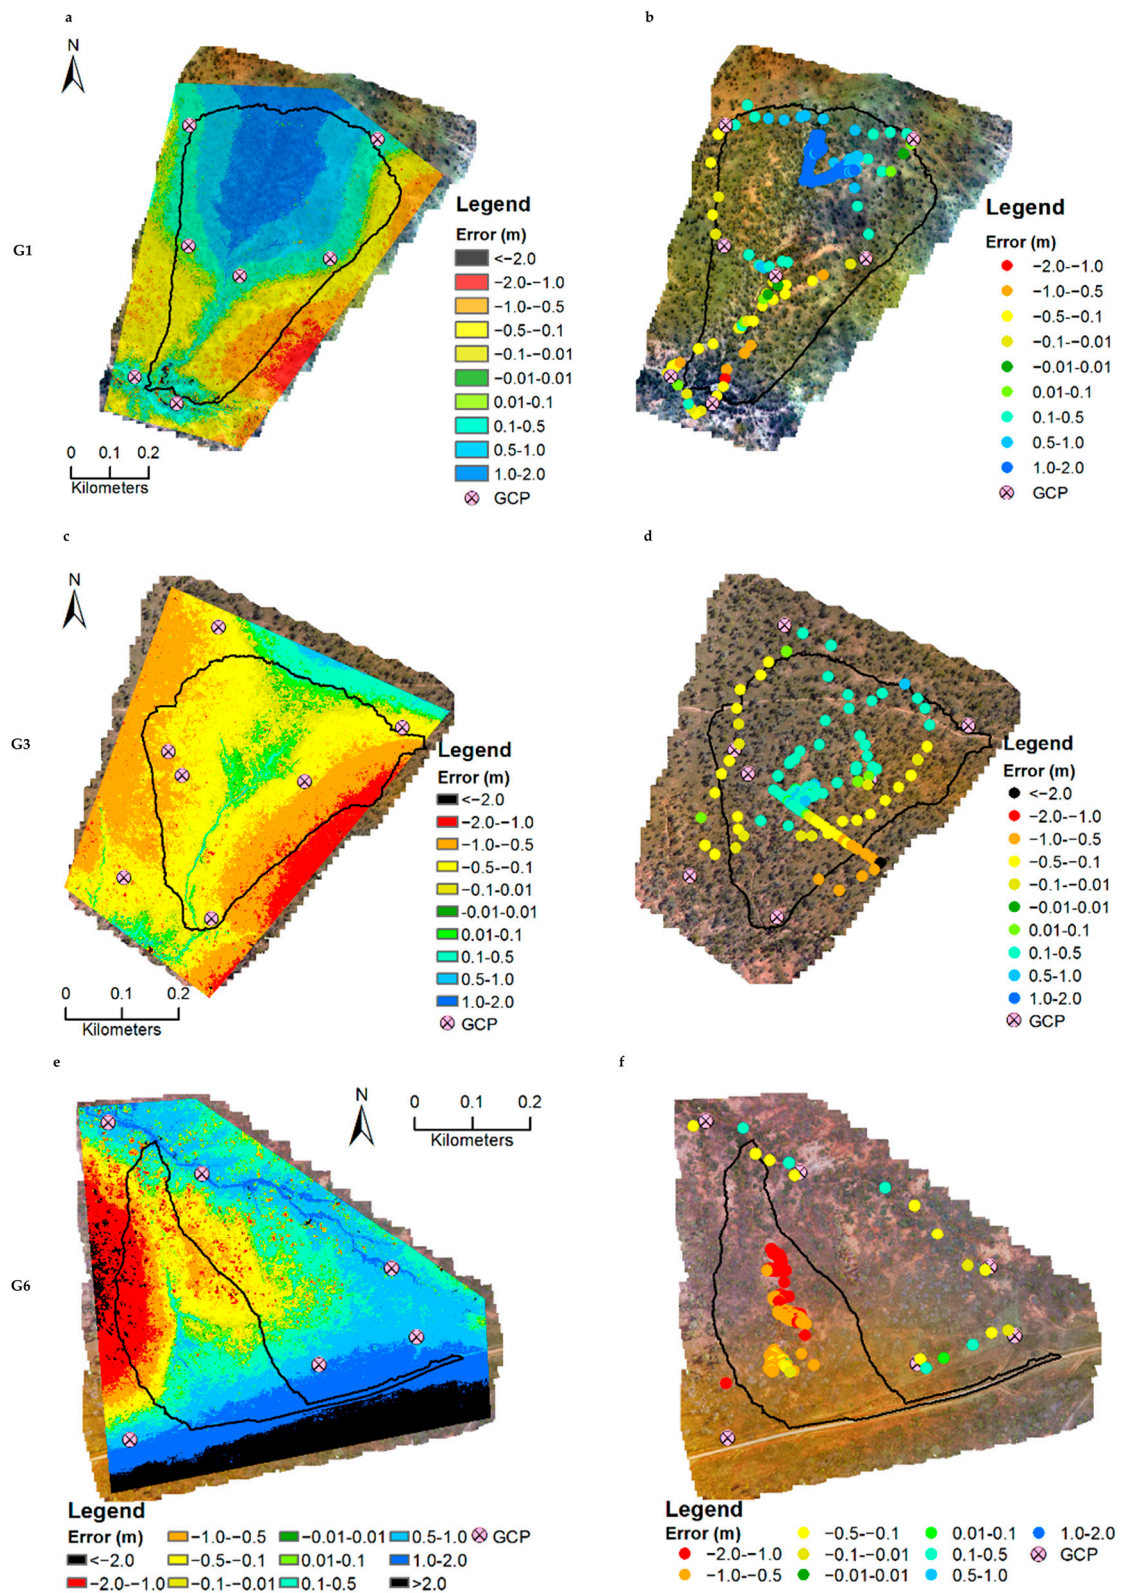 a
b
N
G1
Legend
Error (m)
<−2.0
−2.0-−1.0
−1.0-−0.5
−0.5-−0.1
−0.1-−0.01
−0.01-0.01
0.01-0.1
0.1-0.5
0.5-1.0
1.0-2.0
GCP
0 0.1 0.2
Kilometers
Legend
Error (m)
−2.0-−1.0
−1.0-−0.5
−0.5-−0.1
−0.1-−0.01
−0.01-0.01
0.01-0.1
0.1-0.5
0.5-1.0
1.0-2.0
GCP
c
d
N
G3
Legend
Error (m)
<−2.0
−2.0-−1.0
−1.0-−0.5
−0.5-−0.1
−0.1-0.01
-0.01-0.01
0.01-0.1
0.1-0.5
0.5-1.0
1.0-2.0
GCP
0 0.1 0.2
Kilometers
Legend
Error (m)
<−2.0
−2.0-−1.0
−1.0-−0.5
−0.5-−0.1
−0.1-−0.01
−0.01-0.01
0.01-0.1
0.1-0.5
0.5-1.0
1.0-2.0
GCP
e
f
N
0 0.1 0.2
Kilometers
G6
Legend
Error (m)
<−2.0
−2.0-−1.0
−1.0-−0.5
−0.5-−0.1
−0.1-−0.01
−0.01-0.01
0.01-0.1
0.1-0.5
0.5-1.0
1.0-2.0
>2.0
GCP
Legend
Error (m)
−2.0-−1.0
−1.0-−0.5
−0.5-−0.1
−0.1-−0.01
−0.01-0.01
0.01-0.1
0.1-0.5
0.5-1.0
1.0-2.0
GCP